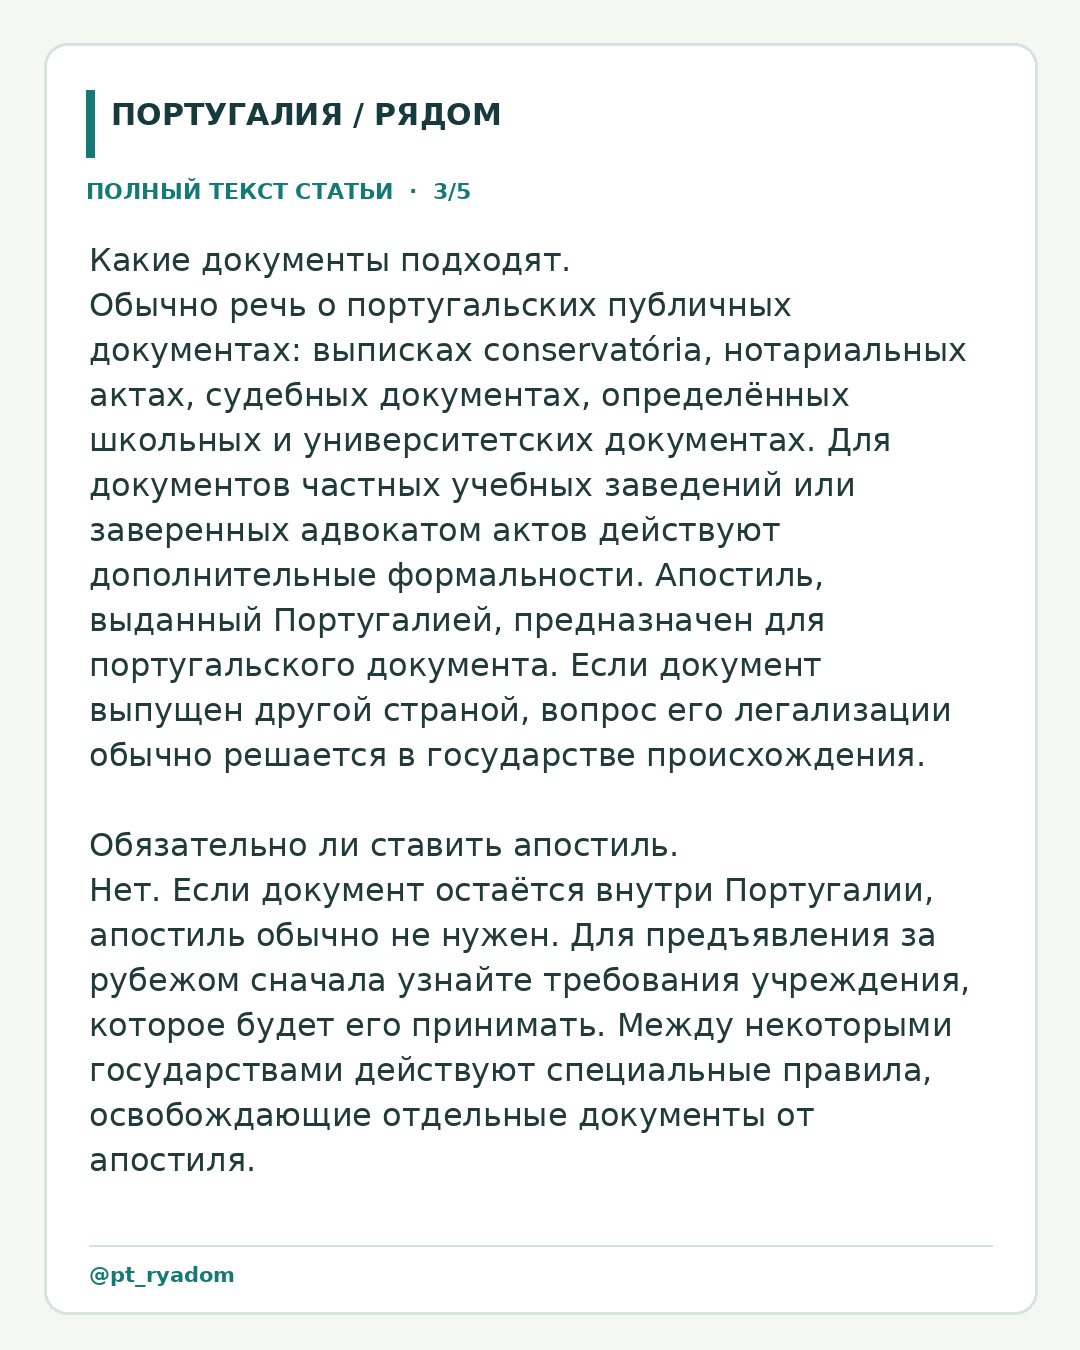 ПОРТУГАЛИЯ / РЯДОМ
ПОЛНЫЙ ТЕКСТ СТАТЬИ · 3/5
Какие документы подходят.
Обычно речь о португальских публичных
документах: выписках conservatória, нотариальных
актах, судебных документах, определённых
школьных и университетских документах. Для
документов частных учебных заведений или
заверенных адвокатом актов действуют
дополнительные формальности. Апостиль,
выданный Португалией, предназначен для
португальского документа. Если документ
выпущен другой страной, вопрос его легализации
обычно решается в государстве происхождения.
Обязательно ли ставить апостиль.
Нет. Если документ остаётся внутри Португалии,
апостиль обычно не нужен. Для предъявления за
рубежом сначала узнайте требования учреждения,
которое будет его принимать. Между некоторыми
государствами действуют специальные правила,
освобождающие отдельные документы от
апостиля.
@pt_ryadom